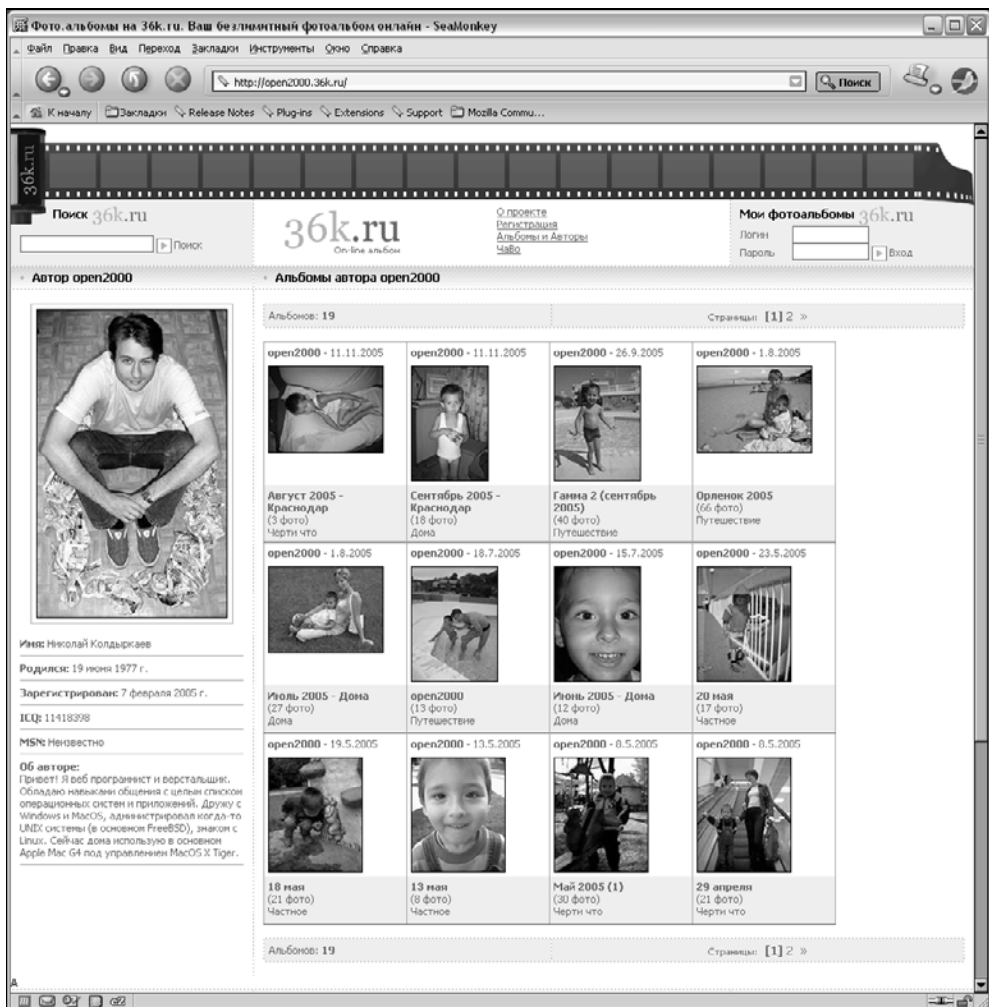 Фото.альбомы на 36k.ru. Ваш безлимитный фотоальбом онлайн - SeaMonkey
Файл Правка Вид Переход Закладки Инструменты Окно Справка
http://open2000.36k.ru/
Поиск
К началу Закладки Release Notes Plug-ins Extensions Support Mozilla Commu...
36k.ru
Поиск 36k.ru
Поиск
36k.ru
On-line альбом
О проекте
Регистрация
Альбомы и Авторы
ЧаВо
Мои фотоальбомы 36k.ru
Логин
Пароль Вход
Автор open2000
Альбомы автора open2000
Альбомов: 19 Страницы: [1] 2 »
open2000 - 11.11.2005 open2000 - 11.11.2005 open2000 - 26.9.2005 open2000 - 1.8.2005
Август 2005 - Краснодар
(3 фото)
Черти что
Сентябрь 2005 - Краснодар
(18 фото)
Дома
Гамма 2 (сентябрь 2005)
(40 фото)
Путешествие
Орленок 2005
(66 фото)
Путешествие
open2000 - 1.8.2005 open2000 - 18.7.2005 open2000 - 15.7.2005 open2000 - 23.5.2005
Июль 2005 - Дома
(27 фото)
Дома
open2000
(13 фото)
Путешествие
Июнь 2005 - Дома
(12 фото)
Дома
20 мая
(17 фото)
Частное
open2000 - 19.5.2005 open2000 - 13.5.2005 open2000 - 8.5.2005 open2000 - 8.5.2005
18 мая
(21 фото)
Частное
13 мая
(8 фото)
Частное
Май 2005 (1)
(30 фото)
Черти что
29 апреля
(21 фото)
Черти что
Альбомов: 19 Страницы: [1] 2 »
Имя: Николай Колдыркаев
Родился: 19 июня 1977 г.
Зарегистрирован: 7 февраля 2005 г.
ICQ: 11418398
MSN: Неизвестно
Об авторе:
Привет! Я веб программист и верстальщик.
Обладаю навыками общения с целым списком
операционных систем и приложений. Дружу с
Windows и MacOS, администрировал когда-то
UNIX системы (в основном FreeBSD), знаком с
Linux. Сейчас дома использую в основном
Apple Mac G4 под управлением MacOS X Tiger.
А